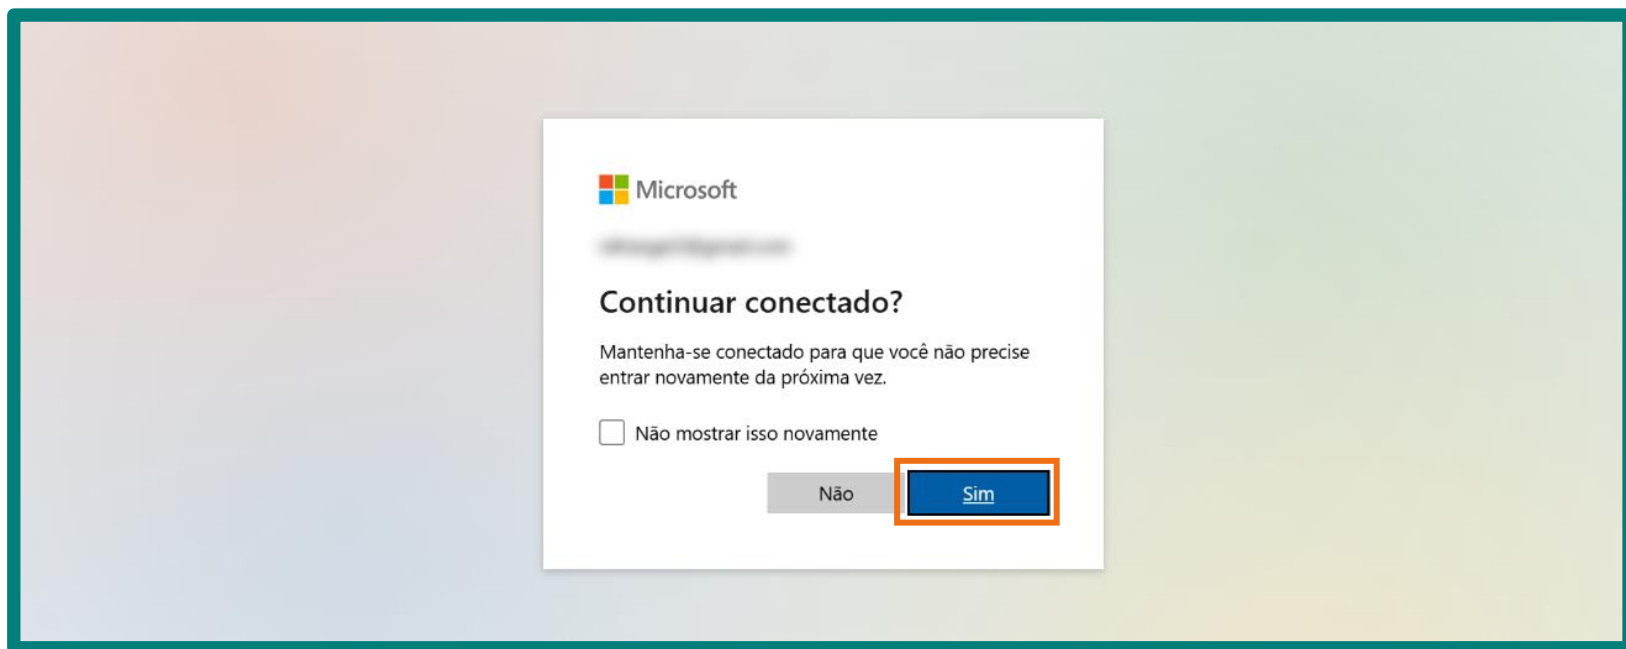 Microsoft
Continuar conectado?
Mantenha-se conectado para que você não precise
entrar novamente da próxima vez.
Não mostrar isso novamente
Não
Sim